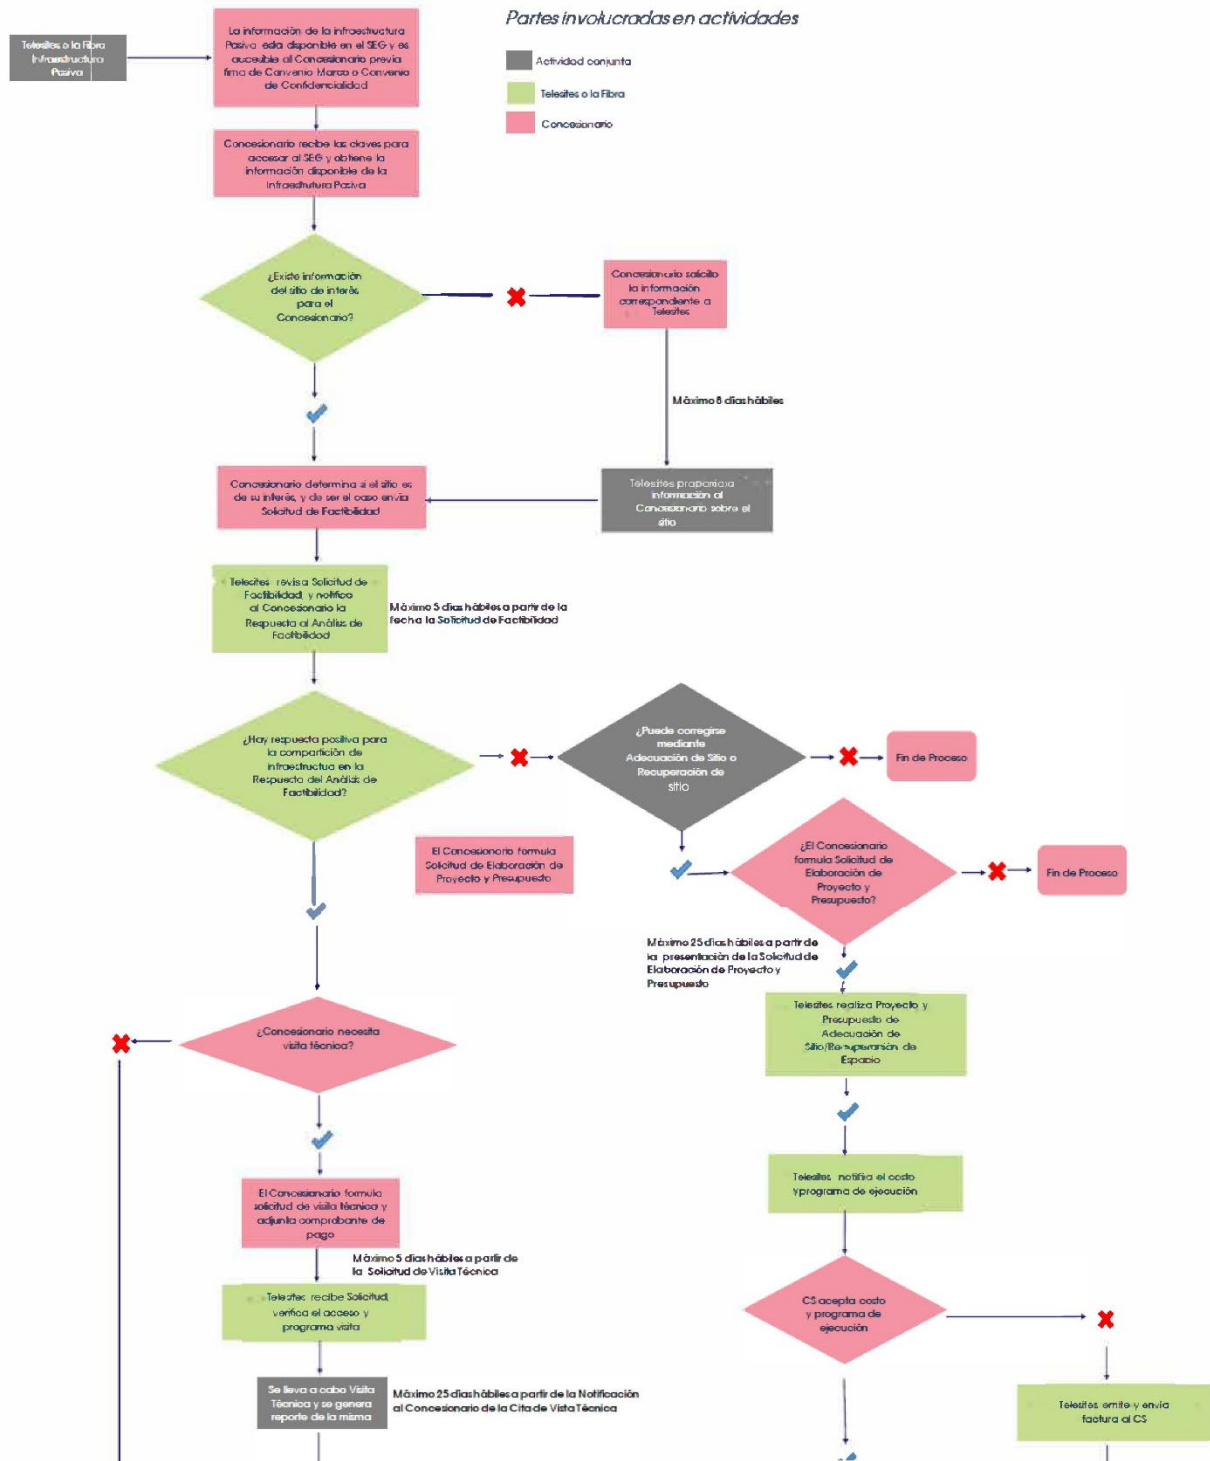 Partes involucradas en actividades
Actividad conjunta
Telesites o la Fibra
Concesionario
Telesites o la Fibra
Infraestructura
Pasiva
La información de la infraestructura
Pasiva esta disponible en el SEG y es
accesible al Concesionario previa
firma de Convenio Marco o Convenio
de Confidencialidad
Concesionario recibe las claves para
accesar al SEG y obtiene la
información disponible de la
Infraestrutura Pasiva
¿Existe información
del sitio de interés
para el
Concesionario?
Concesionario solicito
la información
correspondiente a
Telesites
Máximo 8 días hábiles
Concesionario determina si el sitio es
de su interés, y de ser el caso envía
Solicitud de Factibilidad
Telesites proporciona
información al
Concesionario sobre el
sitio
Telesites revisa Solicitud de
Factibilidad, y notifica
al Concesionario la
Respuesta al Análisis de
Factibilidad
Máximo 5 días hábiles a partir de la
fecha la Solicitud de Factibilidad
¿Hay respuesta positiva para
la compartición de
infraestructua en la
Respuesta del Análisis de
Factibilidad?
¿Puede corregirse
mediante
Adecuación de Sitio o
Recuperación de
sitio
Fin de Proceso
El Concesionario formula
Solicitud de Elaboración de
Proyecto y Presupuesto
¿El Concesionario
formula Solicitud de
Elaboración de
Proyecto y
Presupuesto?
Fin de Proceso
Máximo 25 días hábiles a partir de
la presentación de la Solicitud de
Elaboración de Proyecto y
Presupuesto
Telesites realiza Proyecto y
Presupuesto de
Adecuación de
Sitio/Recuperación de
Espacio
¿Concesionario necesita
visita técnica?
El Concesionario formula
solicitud de visita técnica y
adjunta comprobante de
pago
Telesites notifica el costo
yprograma de ejecución
Máximo 5 días hábiles a partir de
la Solicitud de Visita Técnica
Telesites recibe Solicitud,
verifica el acceso y
programa visita
CS acepta costo
y programa de
ejecución
Se lleva a cabo Visita
Técnica y se genera
reporte de la misma
Máximo 25 días hábiles a partir de la Notificación
al Concesionario de la Cita de Vista Técnica
Telesites emite y envía
factura al CS